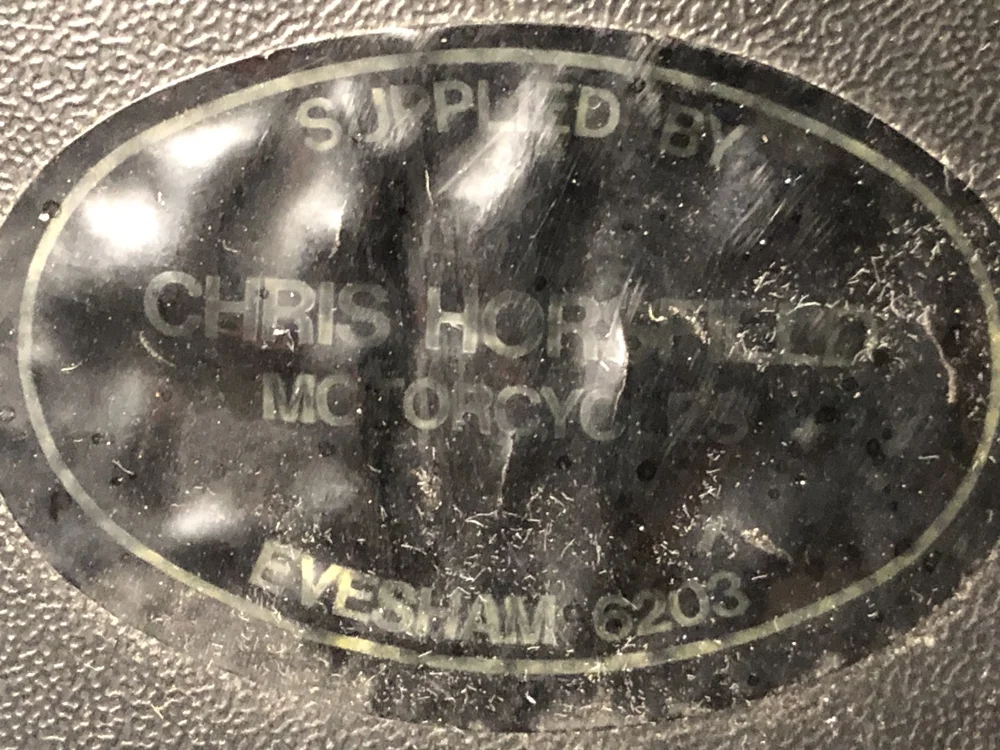 SUPPLIED BY
CHRIS HORSFIELD
MOTORCYCLES
EVESHAM 6203